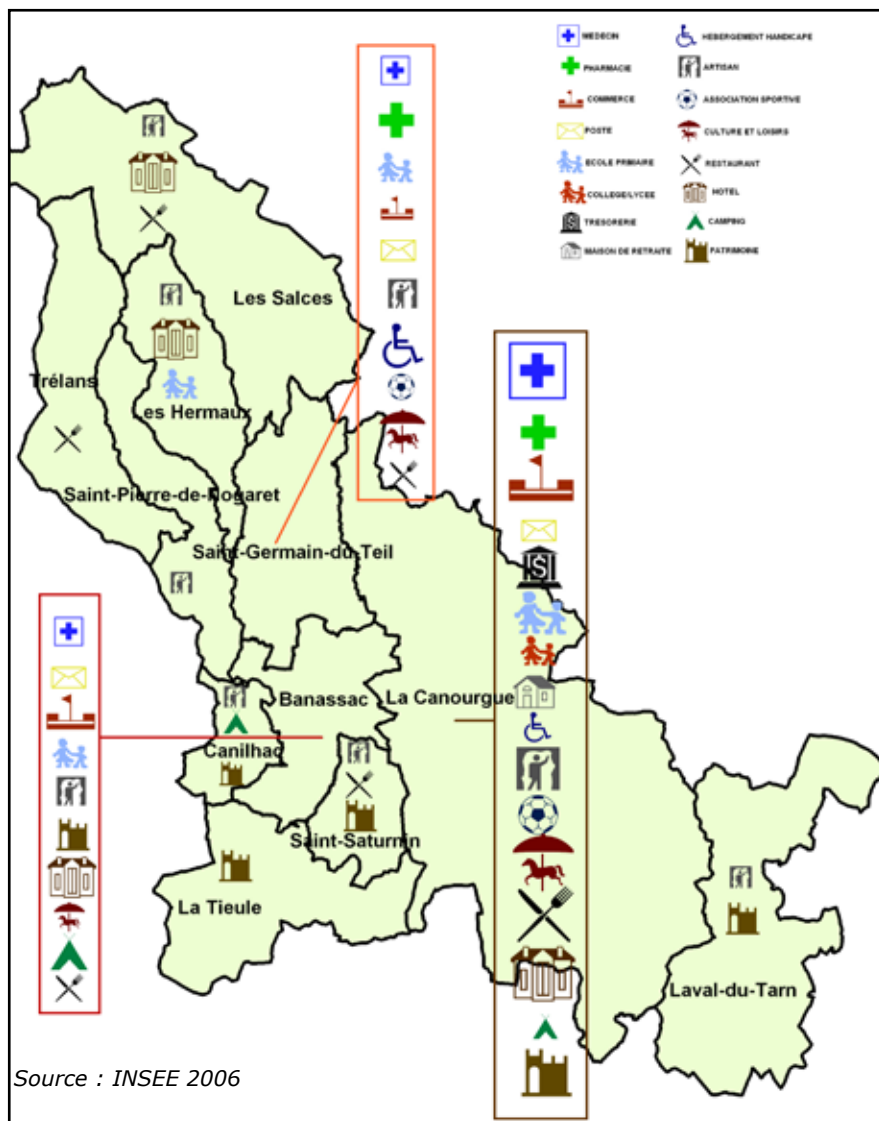 MEDECIN
HEBERGEMENT HANDICAPE
PHARMACIE
ARTISAN
COMMERCE
ASSOCIATION SPORTIVE
POSTE
CULTURE ET LOISIRS
ECOLE PRIMAIRE
RESTAURANT
COLLEGE/LYCEE
HOTEL
TRESORERIE
CAMPING
MAISON DE RETRAITE
PATRIMOINE
Les Salces
Trélans
Les Hermaux
Saint-Pierre-de-Nogaret
Saint-Germain-du-Teil
Banassac
La Canourgue
Canilhac
Saint-Saturnin
La Tieule
Laval-du-Tarn
Source : INSEE 2006